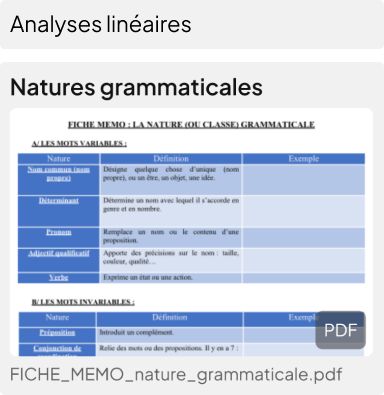 Analyses linéaires
Natures grammaticales
FICHE MEMO : LA NATURE (OU CLASSE) GRAMMATICALE
A/ LES MOTS VARIABLES :
Nature Définition Exemple
Nom commun (nom propre) Désigne quelque chose d'unique (nom
propre), ou un être, un objet, une idée.
Déterminant Détermine un nom avec lequel il s'accorde en
genre et en nombre.
Pronom Remplace un nom ou le contenu d'une
proposition.
Adjectif qualificatif Apporte des précisions sur le nom : taille,
couleur, qualité…
Verbe Exprime un état ou une action.
B/ LES MOTS INVARIABLES :
Nature Définition Exempl
Préposition Introduit un complément.
Conjonction de Relie des mots ou des propositions. Il y en a 7 :
PDF
FICHE_MEMO_nature_grammaticale.pdf